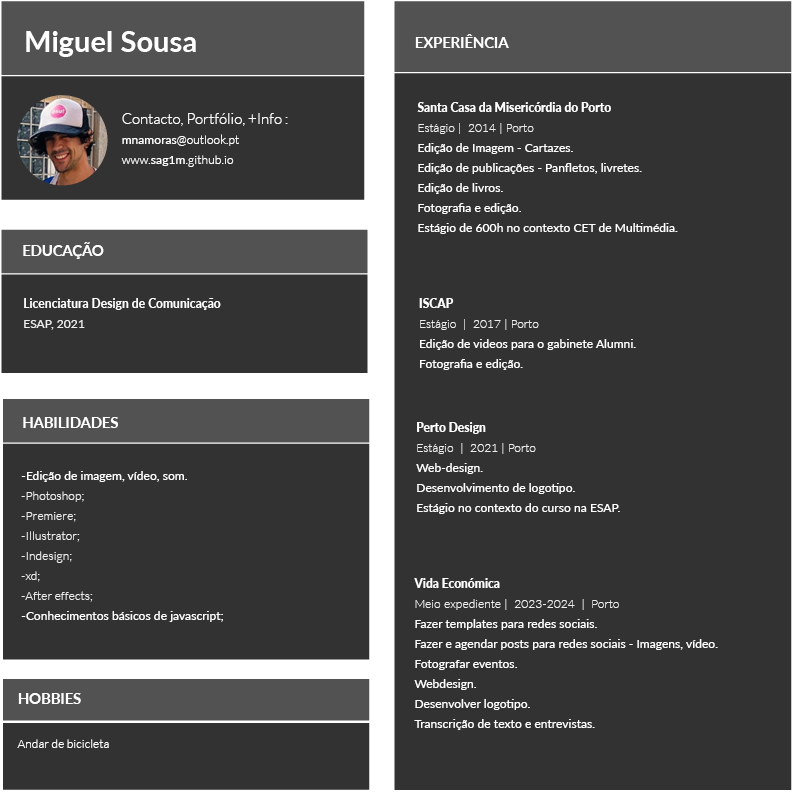 Miguel Sousa
Contacto, Portfólio, +Info :
mnamoras@outlook.pt
www.sag1m.github.io
EDUCAÇÃO
Licenciatura Design de Comunicação
ESAP, 2021
HABILIDADES
-Edição de imagem, vídeo, som.
-Photoshop;
-Premiere;
-Illustrator;
-Indesign;
-xd;
-After effects;
-Conhecimentos básicos de javascript;
HOBBIES
Andar de bicicleta
EXPERIÊNCIA
Santa Casa da Misericórdia do Porto
Estágio | 2014 | Porto
Edição de Imagem - Cartazes.
Edição de publicações - Panfletos, livretes.
Edição de livros.
Fotografia e edição.
Estágio de 600h no contexto CET de Multimédia.
ISCAP
Estágio | 2017 | Porto
Edição de videos para o gabinete Alumni.
Fotografia e edição.
Perto Design
Estágio | 2021 | Porto
Web-design.
Desenvolvimento de logotipo.
Estágio no contexto do curso na ESAP.
Vida Económica
Meio expediente | 2023-2024 | Porto
Fazer templates para redes sociais.
Fazer e agendar posts para redes sociais - Imagens, vídeo.
Fotografar eventos.
Webdesign.
Desenvolver logotipo.
Transcrição de texto e entrevistas.